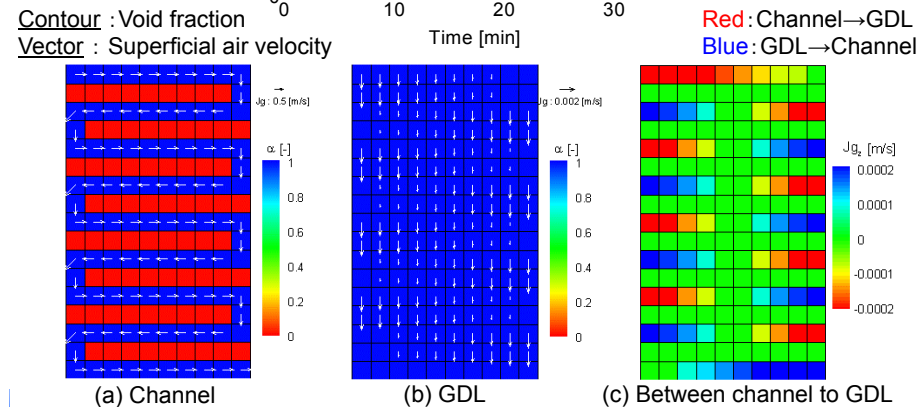 0 10 20 30
Time [min]
Contour : Void fraction
Vector : Superficial air velocity
Red : Channel→GDL
Blue : GDL→Channel
Jg : 0.5 [m/s]
α [-]
1
0.8
0.6
0.4
0.2
0
(a) Channel
Jg : 0.002 [m/s]
α [-]
1
0.8
0.6
0.4
0.2
0
(b) GDL
Jg_z [m/s]
0.0002
0.0001
0
-0.0001
-0.0002
(c) Between channel to GDL